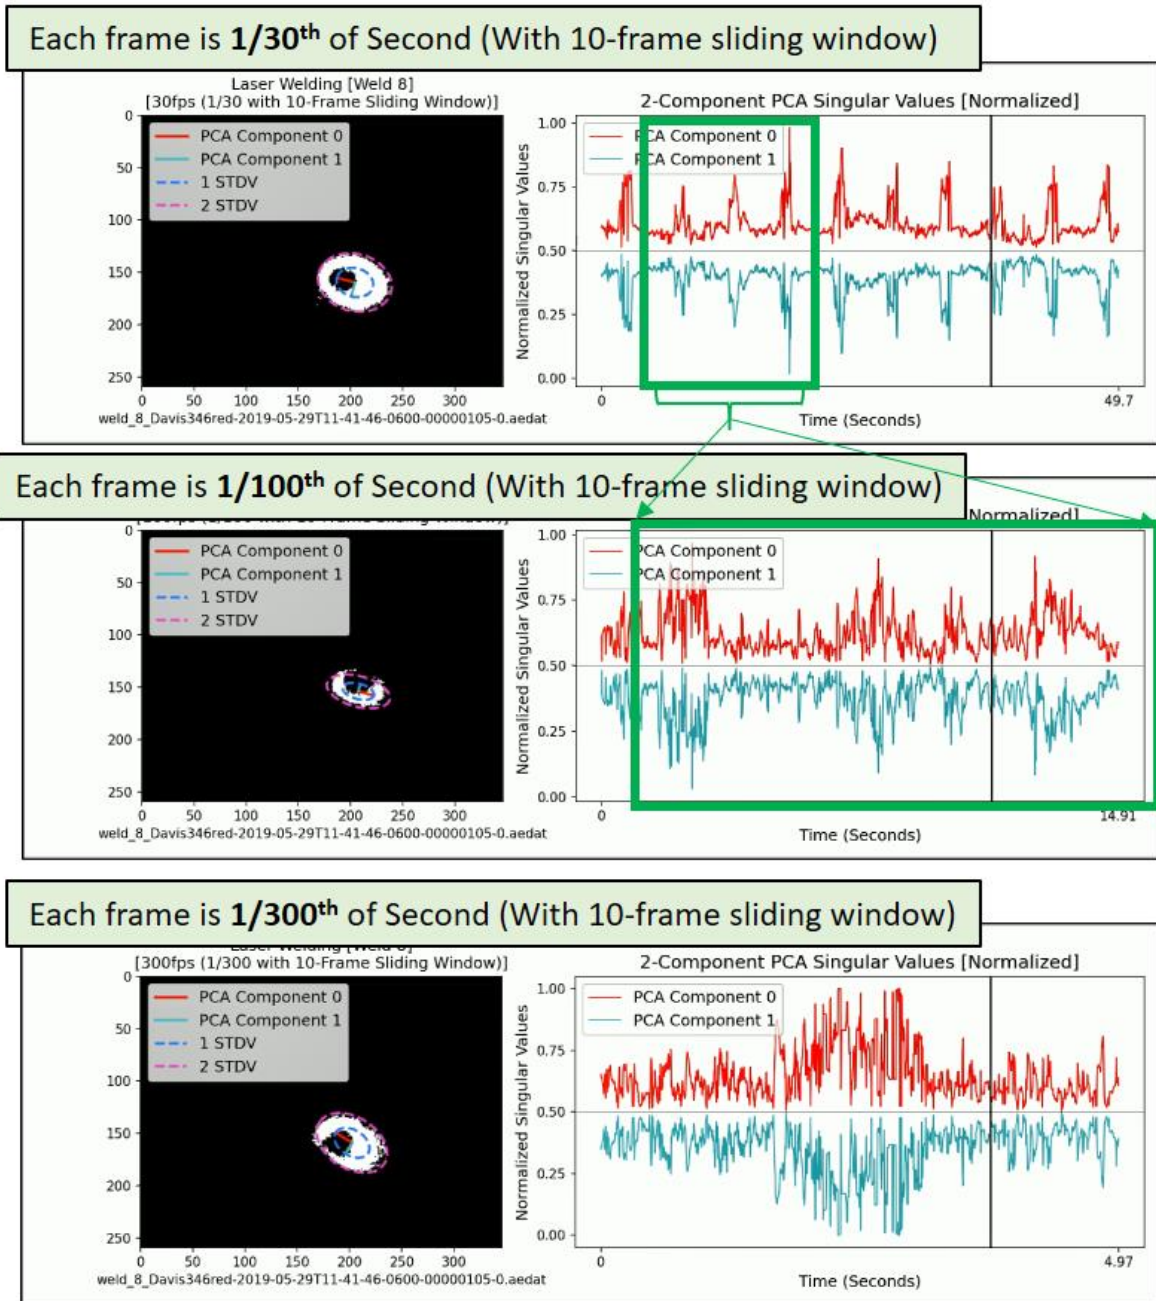 Each frame is 1/30th of Second (With 10-frame sliding window)
Laser Welding [Weld 8]
[30fps (1/30 with 10-Frame Sliding Window)]
PCA Component 0
PCA Component 1
1 STDV
2 STDV
0
50
100
150
200
250
0 50 100 150 200 250 300
weld_8_Davis346red-2019-05-29T11-41-46-0600-00000105-0.aedat
2-Component PCA Singular Values [Normalized]
PCA Component 0
PCA Component 1
Normalized Singular Values
1.00
0.75
0.50
0.25
0.00
0 49.7
Time (Seconds)
Each frame is 1/100th of Second (With 10-frame sliding window)
PCA Component 0
PCA Component 1
1 STDV
2 STDV
0
50
100
150
200
250
0 50 100 150 200 250 300
weld_8_Davis346red-2019-05-29T11-41-46-0600-00000105-0.aedat
Normalized]
PCA Component 0
PCA Component 1
Normalized Singular Values
1.00
0.75
0.50
0.25
0.00
0 14.91
Time (Seconds)
Each frame is 1/300th of Second (With 10-frame sliding window)
Laser Welding [Weld 8]
[300fps (1/300 with 10-Frame Sliding Window)]
PCA Component 0
PCA Component 1
1 STDV
2 STDV
0
50
100
150
200
250
0 50 100 150 200 250 300
weld_8_Davis346red-2019-05-29T11-41-46-0600-00000105-0.aedat
2-Component PCA Singular Values [Normalized]
PCA Component 0
PCA Component 1
Normalized Singular Values
1.00
0.75
0.50
0.25
0.00
0 4.97
Time (Seconds)